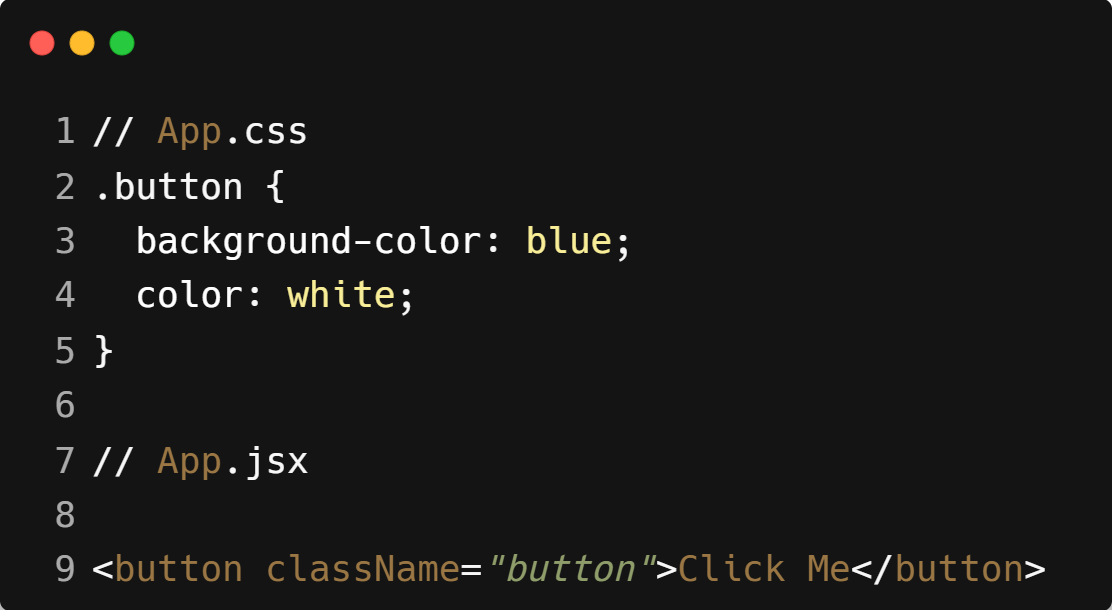 1 // App.css
2 .button {
3   background-color: blue;
4   color: white;
5 }
6
7 // App.jsx
8
9 <button className="button">Click Me</button>